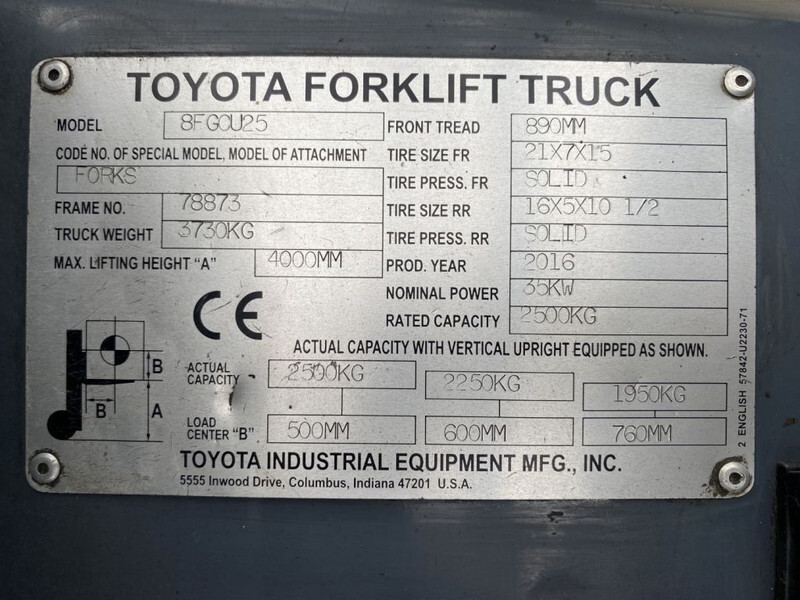 TOYOTA FORKLIFT TRUCK
MODEL 8FGCU25
CODE NO. OF SPECIAL MODEL, MODEL OF ATTACHMENT
FORKS
FRAME NO. 78873
TRUCK WEIGHT 3730KG
MAX. LIFTING HEIGHT “A” 4000MM
FRONT TREAD 890MM
TIRE SIZE FR 21X7X15
TIRE PRESS. FR SOLID
TIRE SIZE RR 16X5X10 1/2
TIRE PRESS. RR SOLID
PROD. YEAR 2016
NOMINAL POWER 35KW
RATED CAPACITY 2500KG
CE
ACTUAL CAPACITY WITH VERTICAL UPRIGHT EQUIPPED AS SHOWN.
B
B
A
ACTUAL
CAPACITY 2500KG 2250KG 1950KG
LOAD
CENTER “B” 500MM 600MM 760MM
TOYOTA INDUSTRIAL EQUIPMENT MFG., INC.
5555 Inwood Drive, Columbus, Indiana 47201 U.S.A.
2 ENGLISH 57842-U2230-71